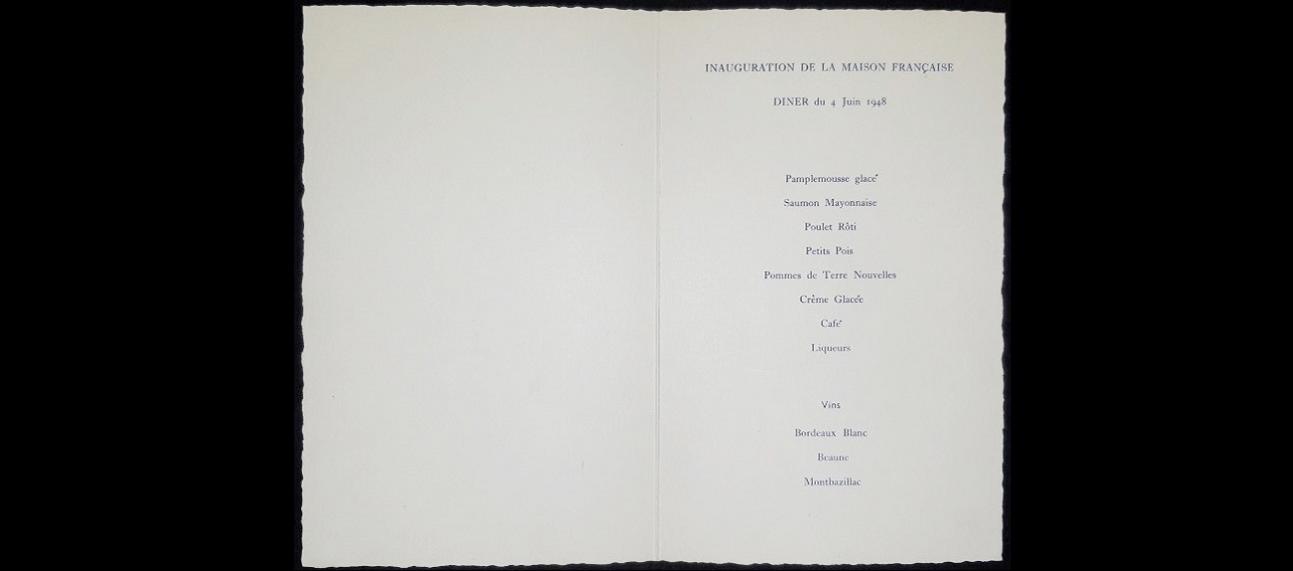 INAUGURATION DE LA MAISON FRANÇAISE
DINER du 4 Juin 1948
Pamplemousse glacé
Saumon Mayonnaise
Poulet Rôti
Petits Pois
Pommes de Terre Nouvelles
Crême Glacée
Café
Liqueurs
Vins
Bordeaux Blanc
Beaune
Montbazillac